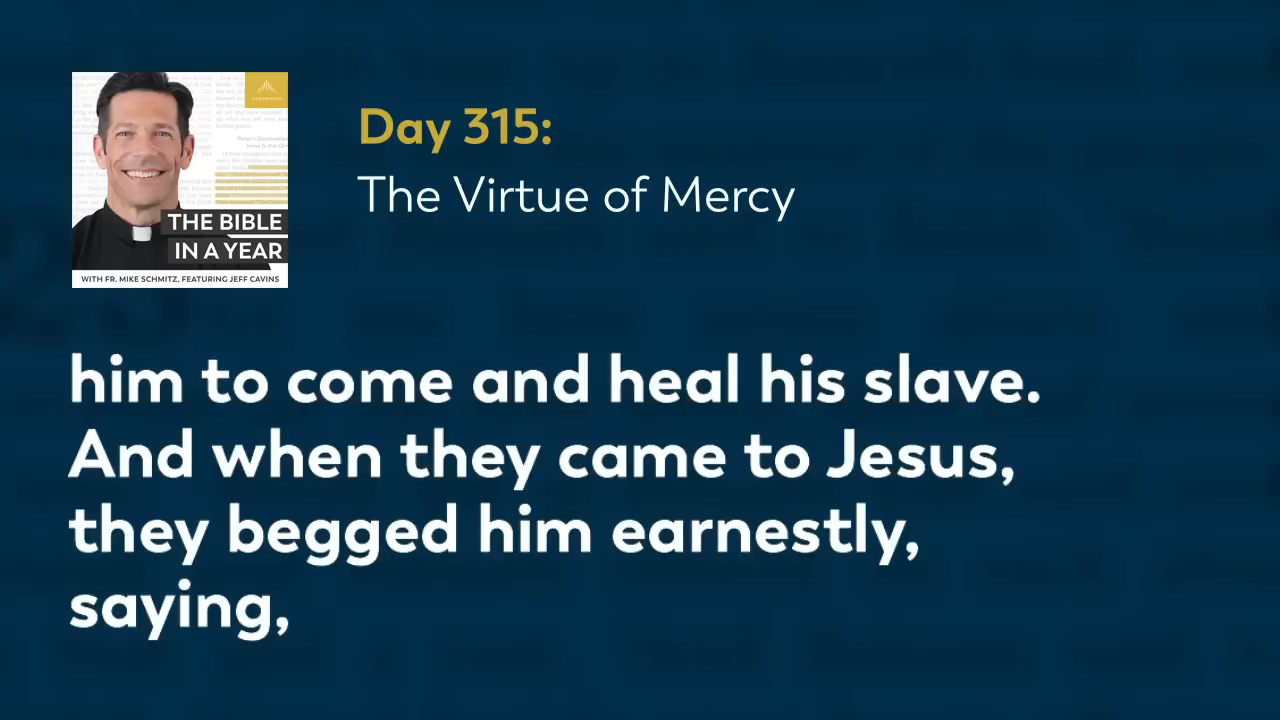 Day 315:
The Virtue of Mercy
THE BIBLE
IN A YEAR
WITH FR. MIKE SCHMITZ, FEATURING JEFF CAVINS
him to come and heal his slave.
And when they came to Jesus,
they begged him earnestly,
saying,